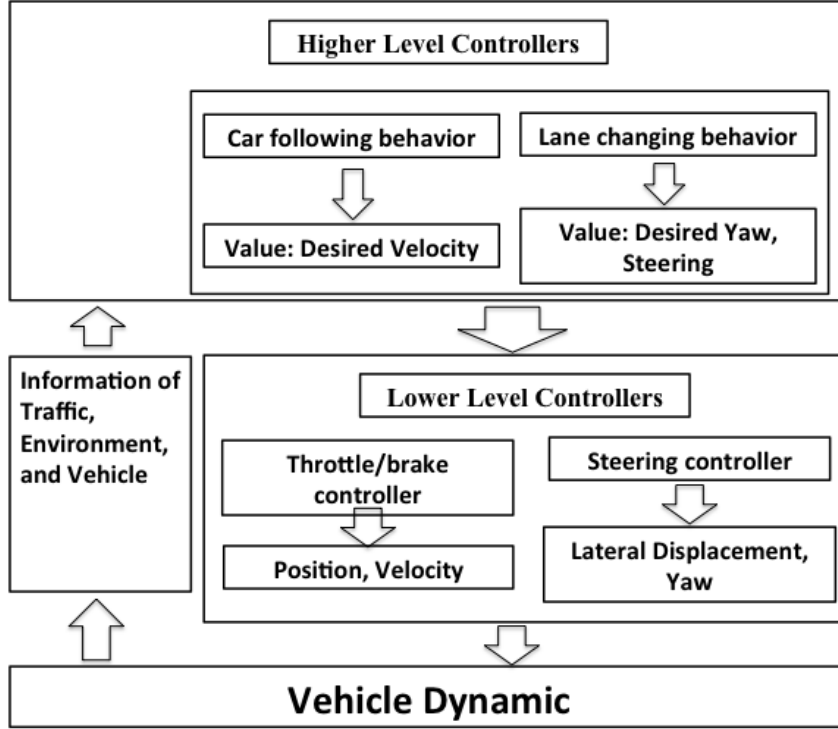 Higher Level Controllers
Car following behavior
Lane changing behavior
Value: Desired Velocity
Value: Desired Yaw,
Steering
Information of
Traffic,
Environment,
and Vehicle
Lower Level Controllers
Throttle/brake
controller
Steering controller
Position, Velocity
Lateral Displacement,
Yaw
Vehicle Dynamic